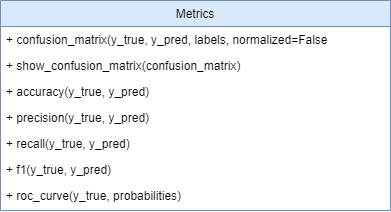 Metrics
+ confusion_matrix(y_true, y_pred, labels, normalized=False
+ show_confusion_matrix(confusion_matrix)
+ accuracy(y_true, y_pred)
+ precision(y_true, y_pred)
+ recall(y_true, y_pred)
+ f1(y_true, y_pred)
+ roc_curve(y_true, probabilities)